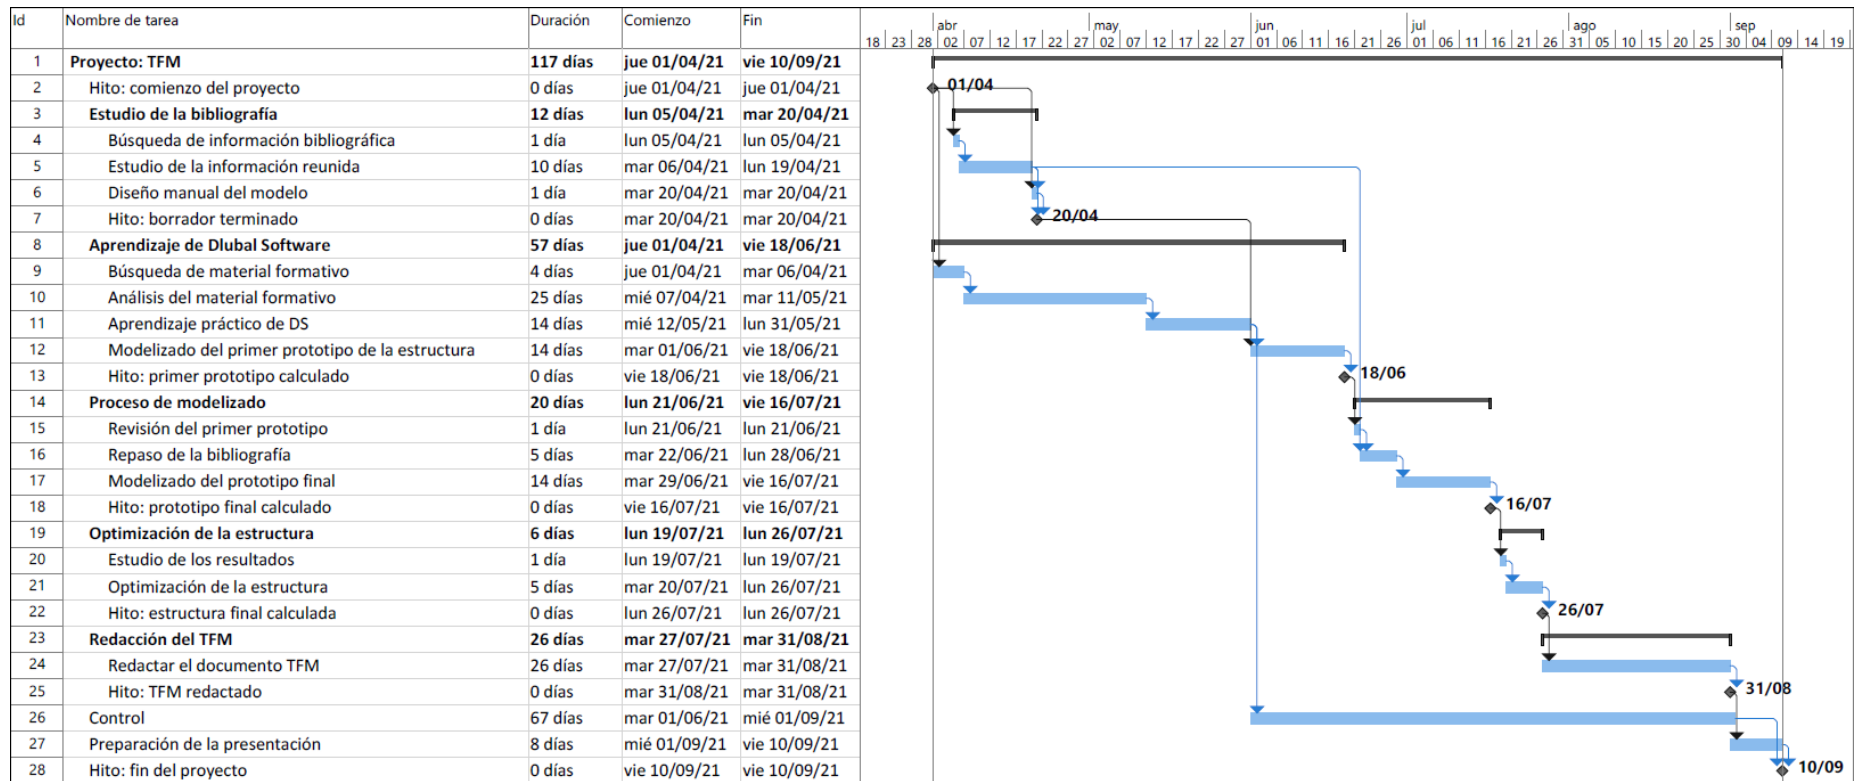 Id Nombre de tarea Duración Comienzo Fin abr may jun jul ago sep
18 23 28 02 07 12 17 22 27 02 07 12 17 22 27 01 06 11 16 21 26 01 06 11 16 21 26 31 05 10 15 20 25 30 04 09 14 19
1 Proyecto: TFM 117 días jue 01/04/21 vie 10/09/21
2 Hito: comienzo del proyecto 0 días jue 01/04/21 jue 01/04/21 01/04
3 Estudio de la bibliografía 12 días lun 05/04/21 mar 20/04/21
4 Búsqueda de información bibliográfica 1 día lun 05/04/21 lun 05/04/21
5 Estudio de la información reunida 10 días mar 06/04/21 lun 19/04/21
6 Diseño manual del modelo 1 día mar 20/04/21 mar 20/04/21
7 Hito: borrador terminado 0 días mar 20/04/21 mar 20/04/21 20/04
8 Aprendizaje de Dlubal Software 57 días jue 01/04/21 vie 18/06/21
9 Búsqueda de material formativo 4 días jue 01/04/21 mar 06/04/21
10 Análisis del material formativo 25 días mié 07/04/21 mar 11/05/21
11 Aprendizaje práctico de DS 14 días mié 12/05/21 lun 31/05/21
12 Modelizado del primer prototipo de la estructura 14 días mar 01/06/21 vie 18/06/21
13 Hito: primer prototipo calculado 0 días vie 18/06/21 vie 18/06/21 18/06
14 Proceso de modelizado 20 días lun 21/06/21 vie 16/07/21
15 Revisión del primer prototipo 1 día lun 21/06/21 lun 21/06/21
16 Repaso de la bibliografía 5 días mar 22/06/21 lun 28/06/21
17 Modelizado del prototipo final 14 días mar 29/06/21 vie 16/07/21
18 Hito: prototipo final calculado 0 días vie 16/07/21 vie 16/07/21 16/07
19 Optimización de la estructura 6 días lun 19/07/21 lun 26/07/21
20 Estudio de los resultados 1 día lun 19/07/21 lun 19/07/21
21 Optimización de la estructura 5 días mar 20/07/21 lun 26/07/21
22 Hito: estructura final calculada 0 días lun 26/07/21 lun 26/07/21 26/07
23 Redacción del TFM 26 días mar 27/07/21 mar 31/08/21
24 Redactar el documento TFM 26 días mar 27/07/21 mar 31/08/21
25 Hito: TFM redactado 0 días mar 31/08/21 mar 31/08/21 31/08
26 Control 67 días mar 01/06/21 mié 01/09/21
27 Preparación de la presentación 8 días mié 01/09/21 vie 10/09/21
28 Hito: fin del proyecto 0 días vie 10/09/21 vie 10/09/21 10/09